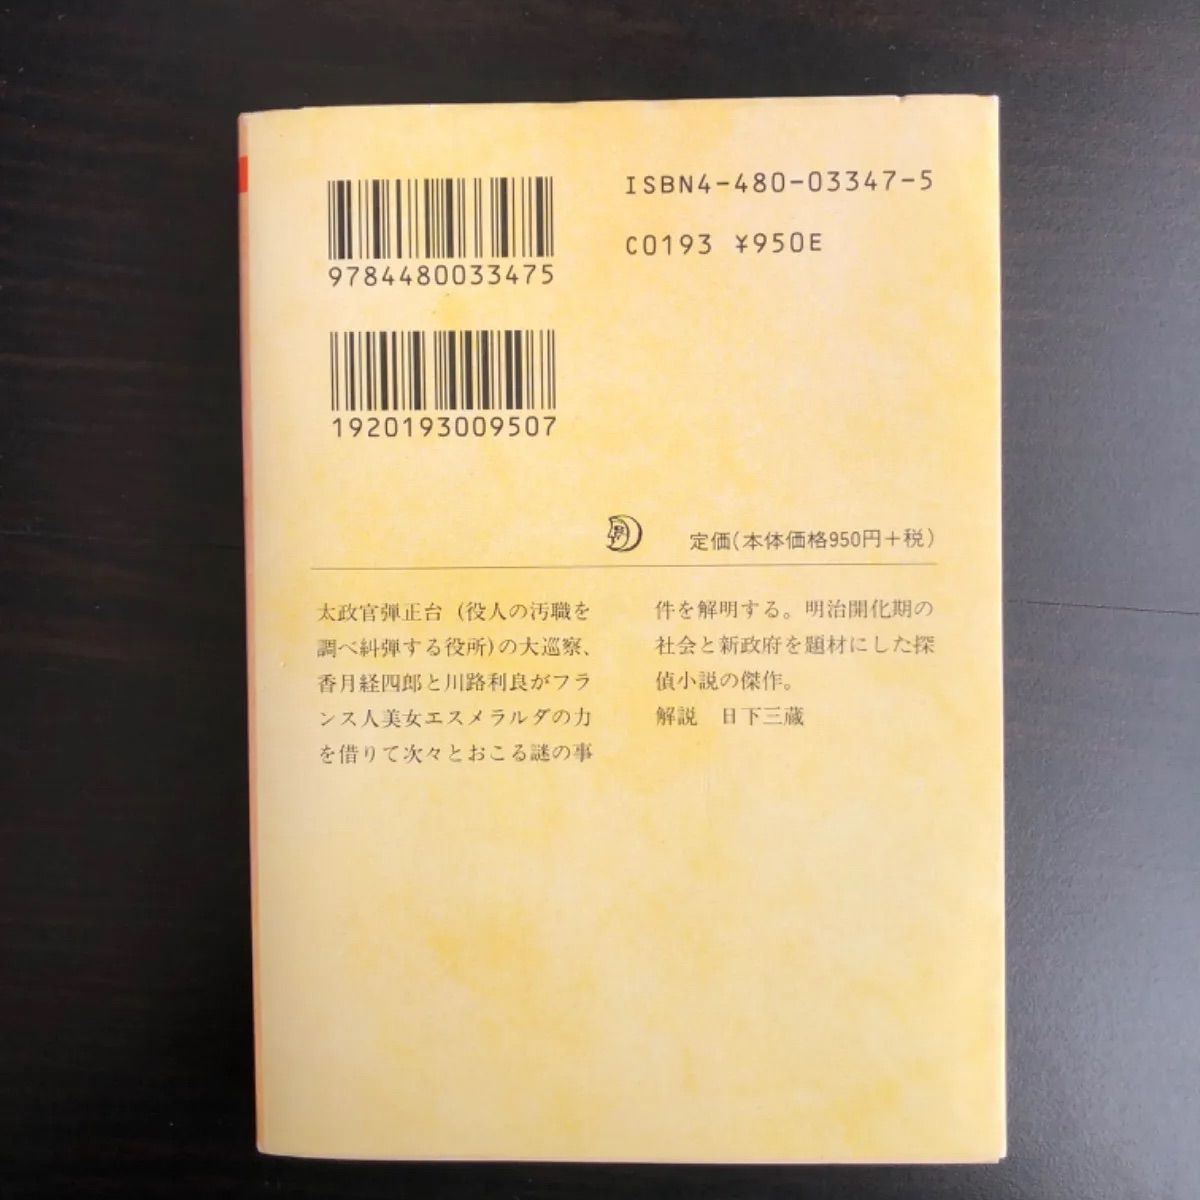 ISBN4-480-03347-5
C0193 ¥950E
9784480033475
1920193009507
定価(本体価格950円+税)
太政官弾正台(役人の汚職を
調べ糾弾する役所)の大巡察、
香月経四郎と川路利良がフラ
ンス人美女エスメラルダの力
を借りて次々とおこる謎の事
件を解明する。明治開化期の
社会と新政府を題材にした探
偵小説の傑作。
解説 日下三蔵